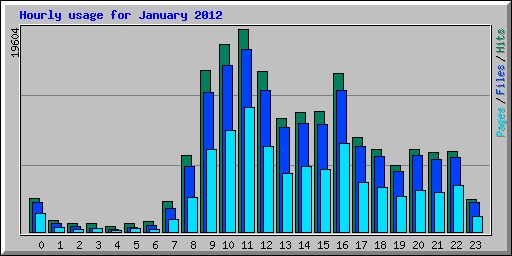 Hourly usage for January 2012
19604
Pages / Files / Hits
0 1 2 3 4 5 6 7 8 9 10 11 12 13 14 15 16 17 18 19 20 21 22 23